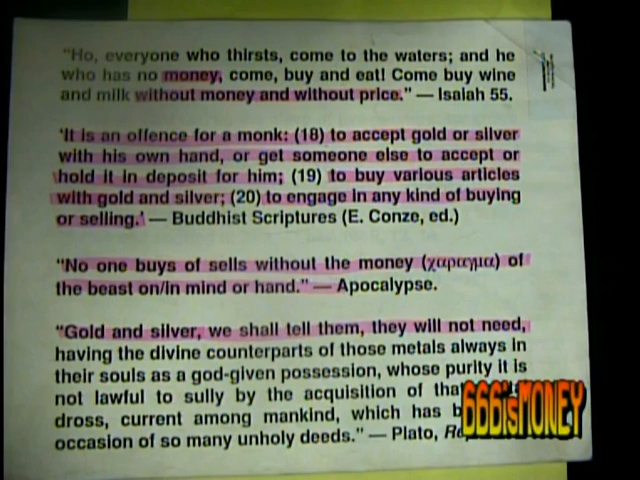 "Ho, everyone who thirsts, come to the waters; and he
who has no money, come, buy and eat! Come buy wine
and milk without money and without price." — Isaiah 55.
'It is an offence for a monk: (18) to accept gold or silver
with his own hand, or get someone else to accept or
hold it in deposit for him; (19) to buy various articles
with gold and silver; (20) to engage in any kind of buying
or selling.' — Buddhist Scriptures (E. Conze, ed.)
"No one buys of sells without the money (χαραγμα) of
the beast on/in mind or hand." — Apocalypse.
"Gold and silver, we shall tell them, they will not need,
having the divine counterparts of those metals always in
their souls as a god-given possession, whose purity it is
not lawful to sully by the acquisition of
dross, current among mankind, which has
occasion of so many unholy deeds." — Plato,
666isMONEY